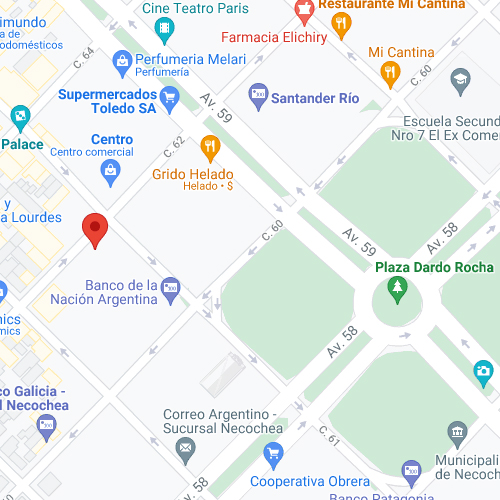 Restaurante Mi Cantina
Cine Teatro Paris
imundo
a de
odomésticos
C. 64
Farmacia Elichiry
Perfumeria Melari
Perfumería
Mi Cantina
C. 60
Supermercados
Toledo SA
Av. 59
Santander Río
Palace
Centro
Centro comercial
C. 62
Escuela Secund
Nro 7 El Ex Comer
Grido Helado
Helado • $
y
a Lourdes
C. 60
Av. 59
Av. 58
Plaza Dardo Rocha
Banco de la
Nación Argentina
nics
mics
Av. 58
co Galicia -
l Necochea
Correo Argentino -
Sucursal Necochea
C. 61
Cooperativa Obrera
Municipali
de Necoch
Av. 58
Banco Patagonia